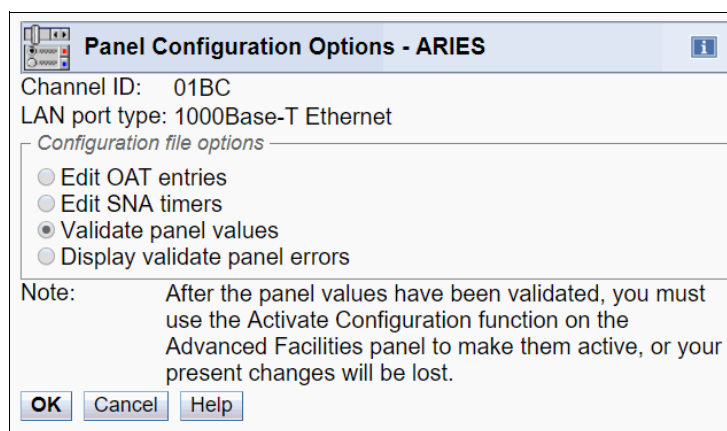 Panel Configuration Options - ARIES
i
Channel ID: 01BC
LAN port type: 1000Base-T Ethernet
Configuration file options
Edit OAT entries
Edit SNA timers
Validate panel values
Display validate panel errors
Note: After the panel values have been validated, you must
use the Activate Configuration function on the
Advanced Facilities panel to make them active, or your
present changes will be lost.
OK Cancel Help